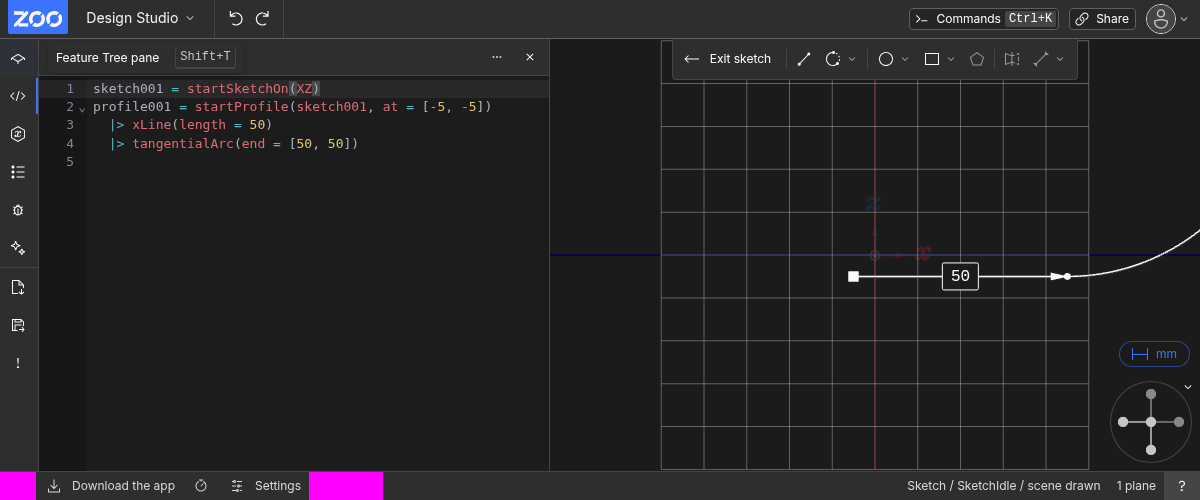 ZOO
Design Studio
Commands Ctrl+K
Share
Feature Tree pane Shift+T
Exit sketch
1 sketch001 = startSketchOn(XZ)
2 profile001 = startProfile(sketch001, at = [-5, -5])
3 |> xLine(length = 50)
4 |> tangentialArc(end = [50, 50])
5
z
x
50
mm
Download the app
Settings
Sketch / SketchIdle / scene drawn
1 plane
?